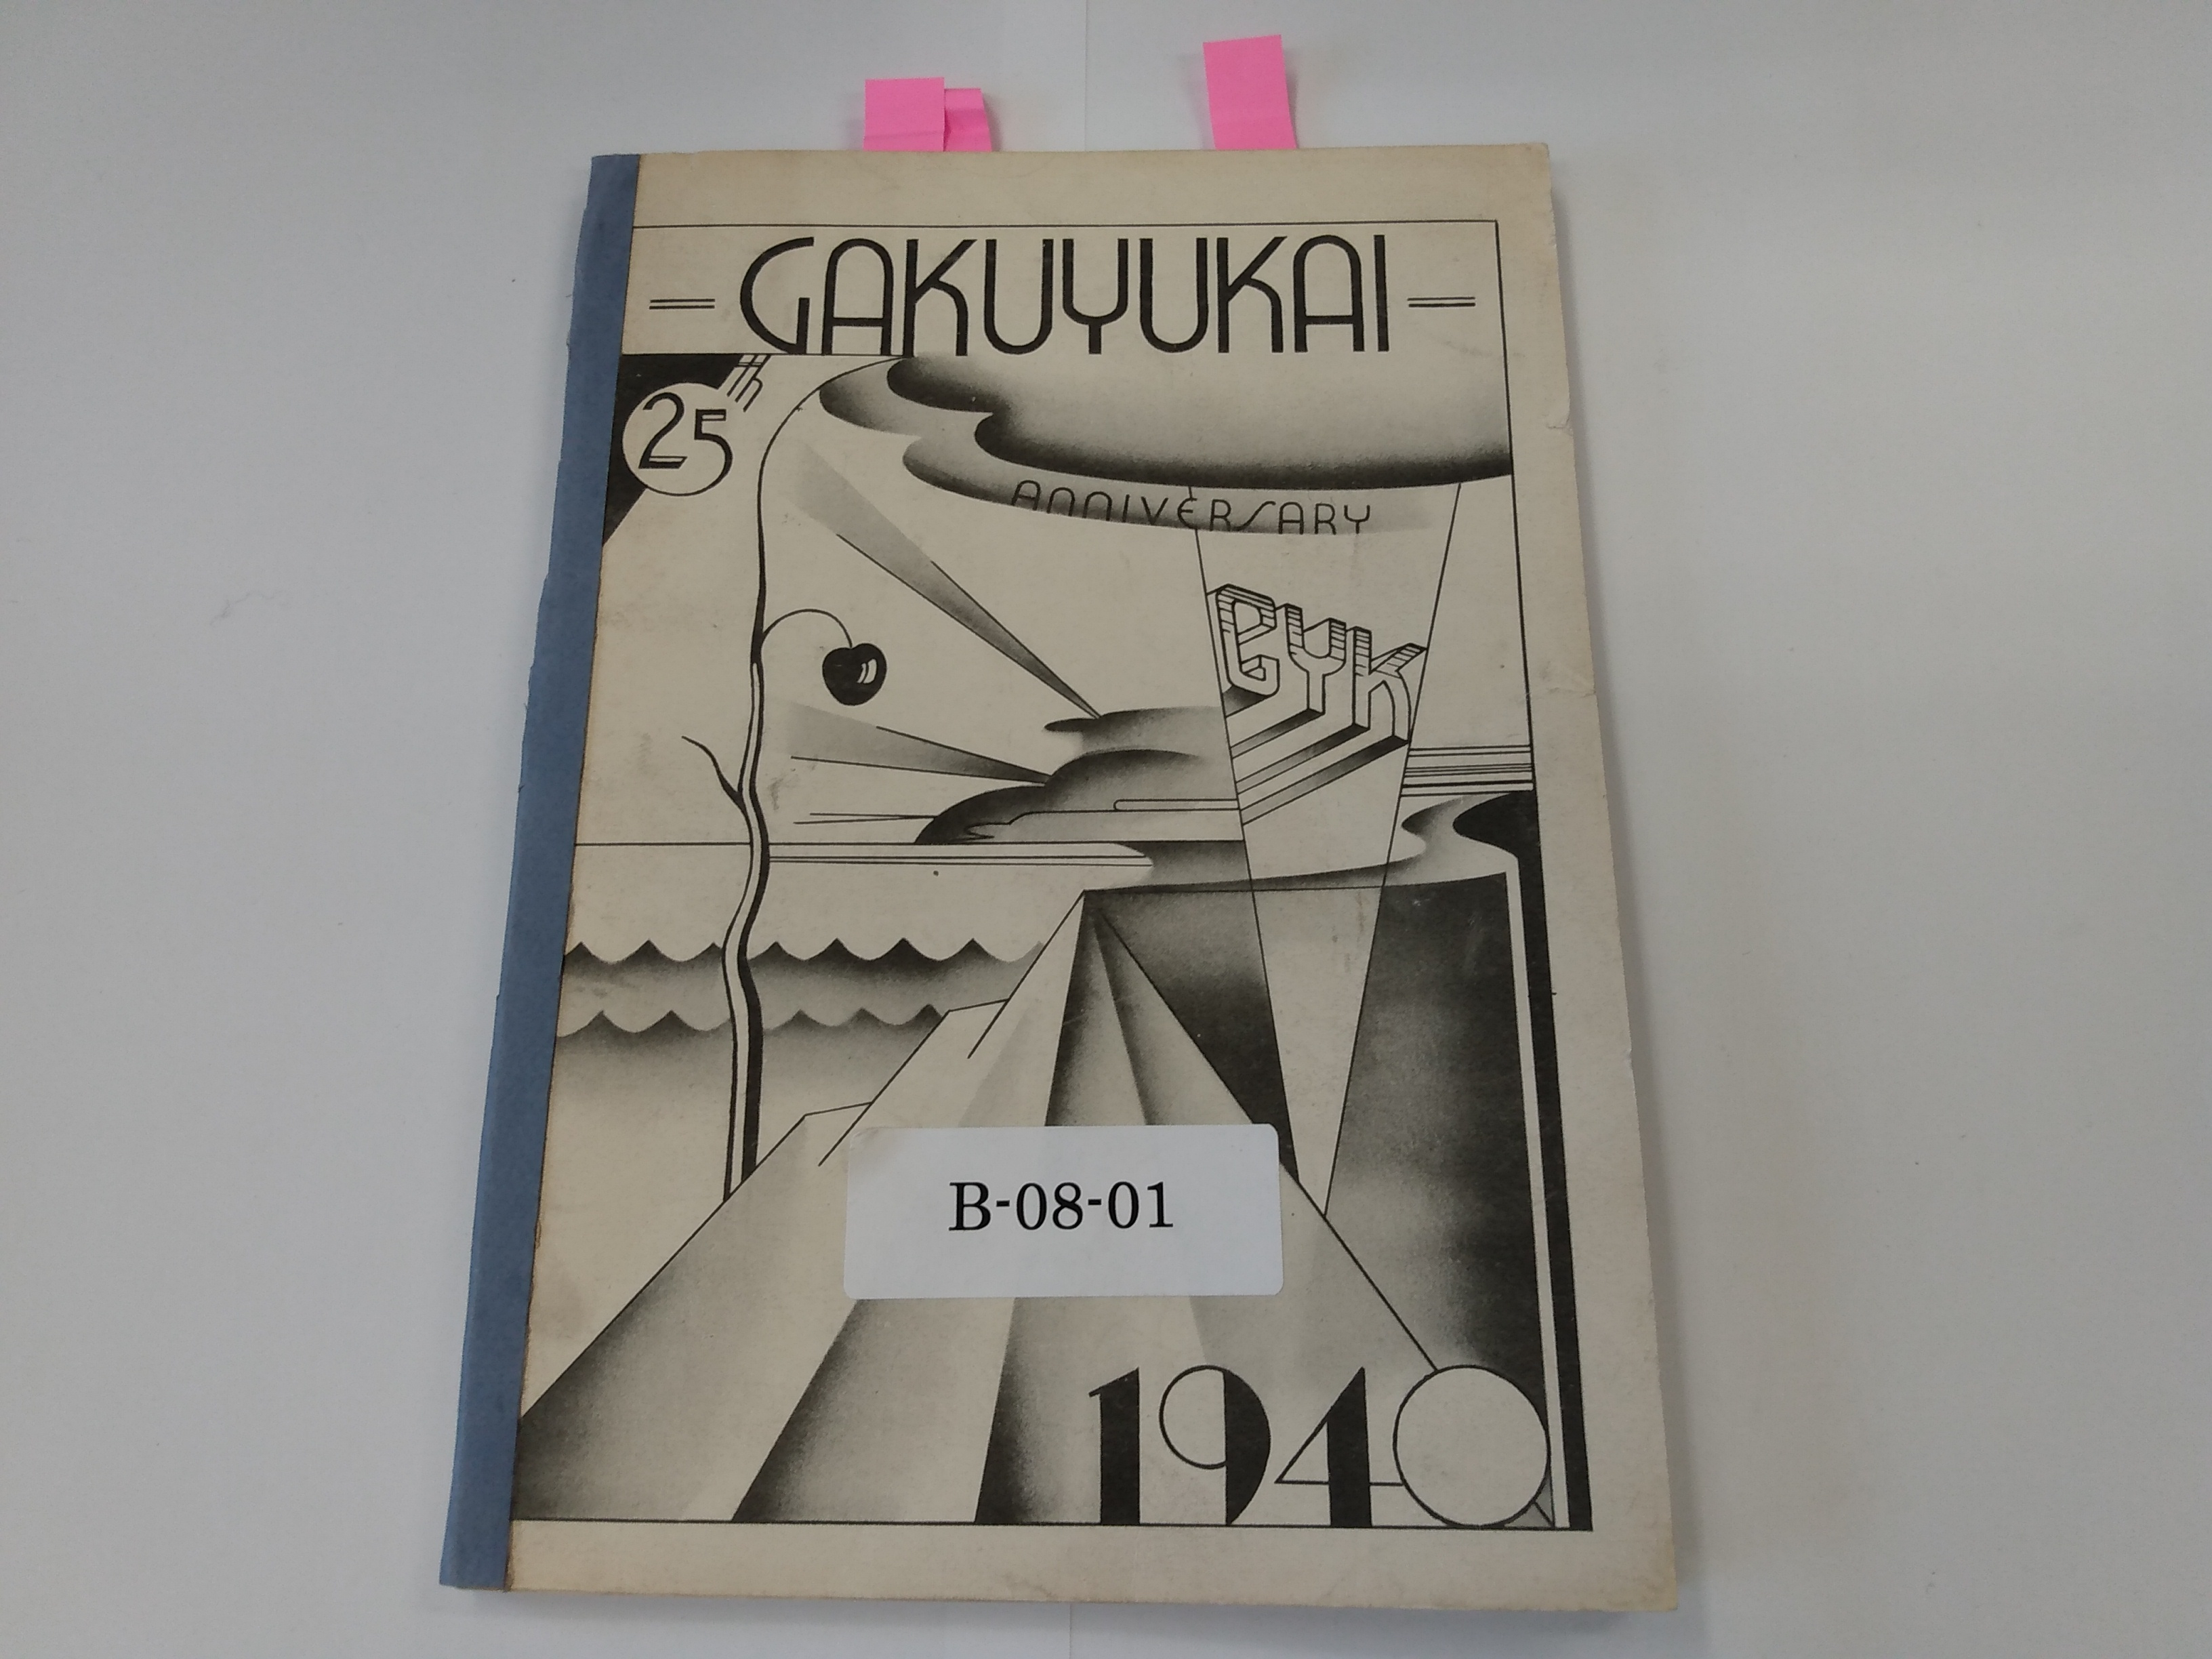 — GAKUYUKAI —
25th
ANNIVERSARY
GYK
B-08-01
1940